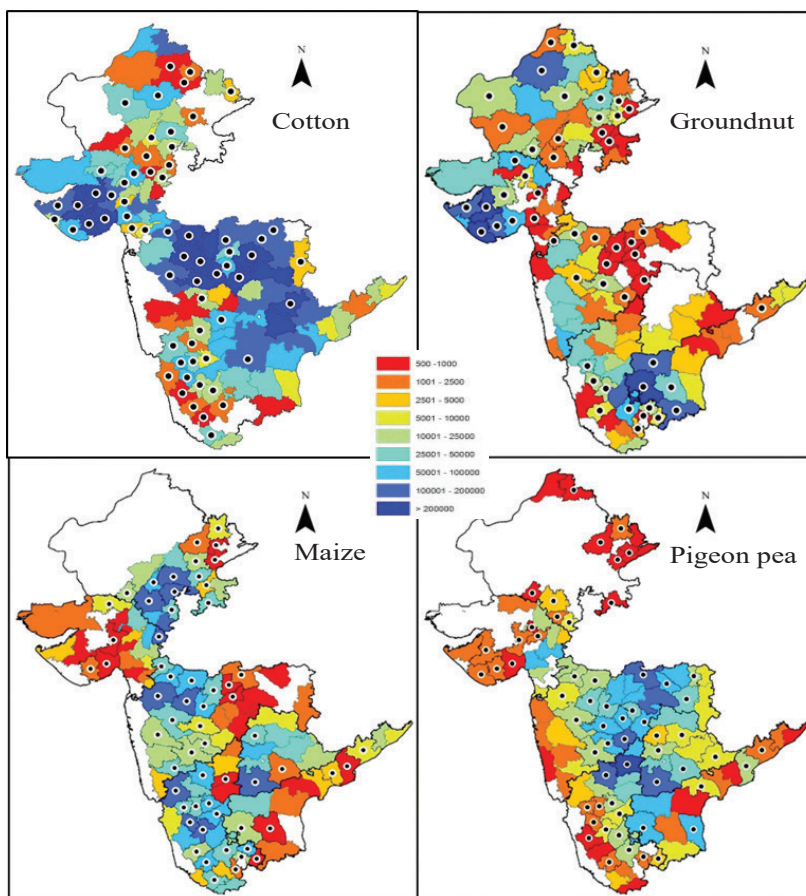 N
Cotton
N
Groundnut
500 -1000
1001 - 2500
2501 - 5000
5001 - 10000
10001 - 25000
25001 - 50000
50001 - 100000
100001 - 200000
> 200000
N
Maize
N
Pigeon pea